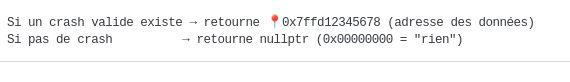 Si un crash valide existe → retourne 📍0x7ffd12345678 (adresse des données)
Si pas de crash          → retourne nullptr (0x00000000 = "rien")